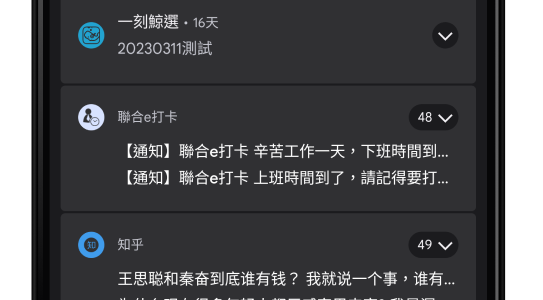 一刻鯨選 • 16天
20230311測試
聯合e打卡
48
【通知】聯合e打卡 辛苦工作一天，下班時間到...
【通知】聯合e打卡 上班時間到了，請記得要打...
知乎
49
王思聪和秦奋到底谁有钱？ 我就说一个事，谁有...